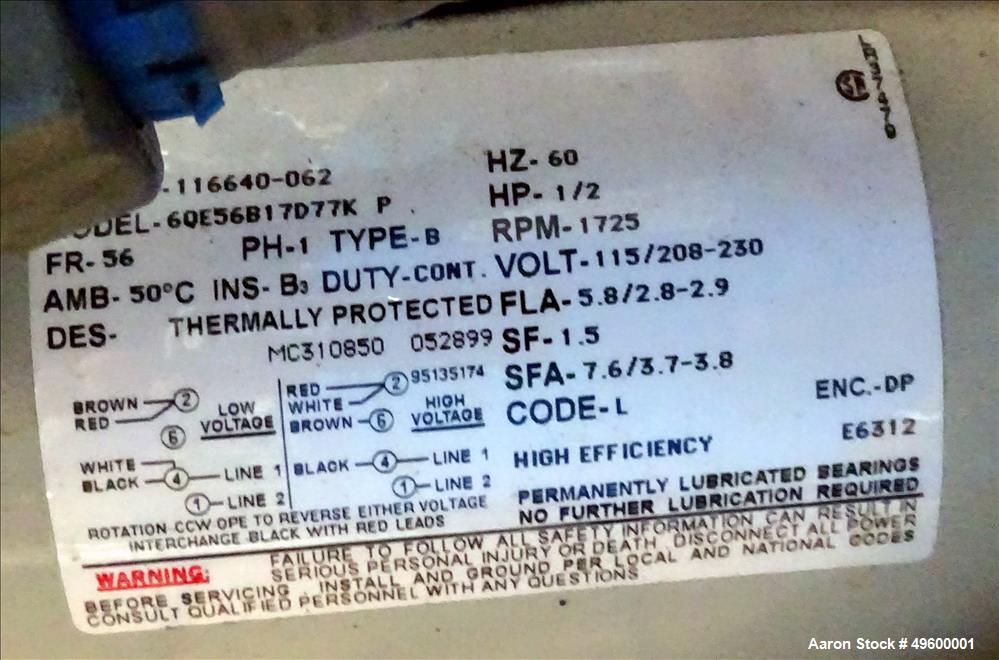 -116640-062
HZ- 60
MODEL-6QE56B17D77K P
HP- 1/2
FR- 56 PH-1 TYPE-B RPM-1725
AMB- 50°C INS- B3 DUTY-CONT. VOLT-115/208-230
DES- THERMALLY PROTECTED FLA-5.8/2.8-2.9
MC310850 052899 SF-1.5
95135174 SFA-7.6/3.7-3.8
CODE-L
ENC.-DP
HIGH EFFICIENCY
E6312
BROWN 2
RED
LOW
VOLTAGE
6
WHITE
BLACK 4 LINE 1
1 LINE 2
RED 2
WHITE
HIGH
VOLTAGE
BROWN 6
BLACK 4 LINE 1
1 LINE 2
PERMANENTLY LUBRICATED BEARINGS
NO FURTHER LUBRICATION REQUIRED
ROTATION CCW OPE TO REVERSE EITHER VOLTAGE
INTERCHANGE BLACK WITH RED LEADS
WARNING: FAILURE TO FOLLOW ALL SAFETY INFORMATION CAN RESULT IN
SERIOUS PERSONAL INJURY OR DEATH, DISCONNECT ALL POWER
BEFORE SERVICING, INSTALL AND GROUND PER LOCAL AND NATIONAL CODES
CONSULT QUALIFIED PERSONNEL WITH ANY QUESTIONS
Aaron Stock # 49600001